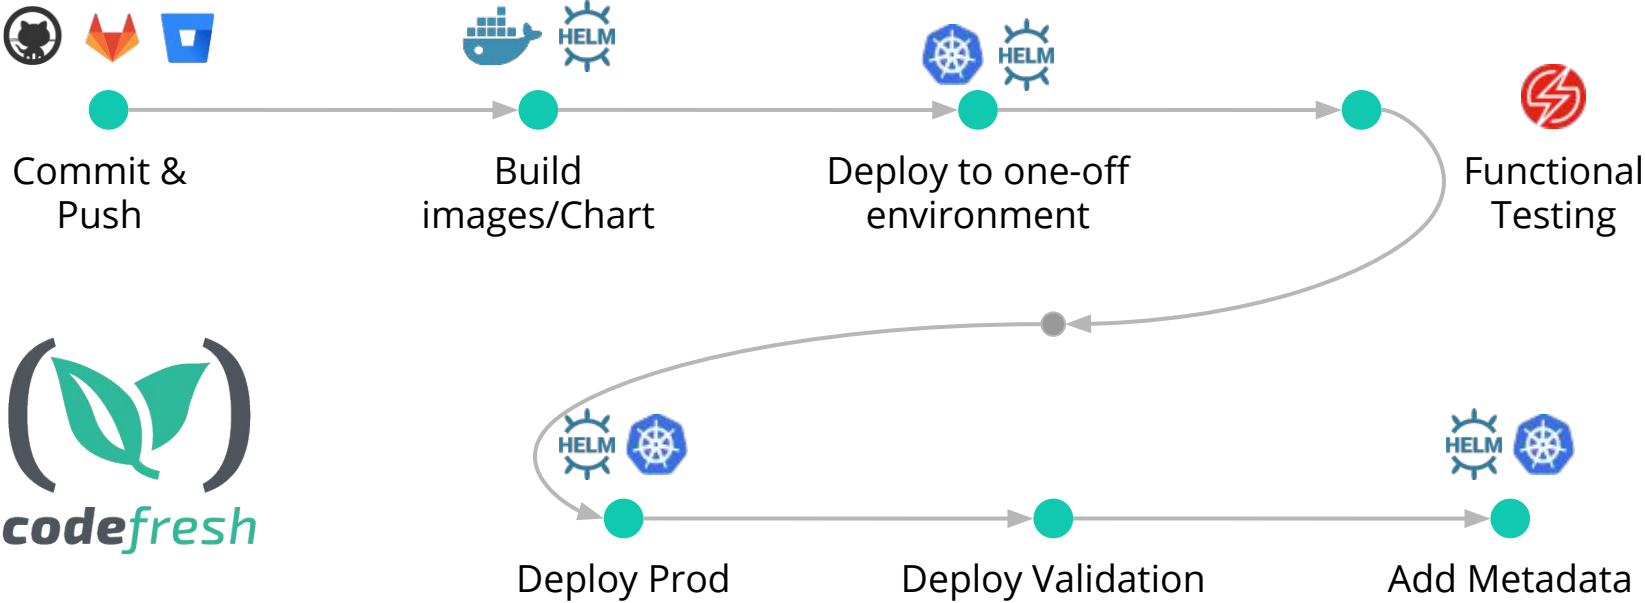 HELM
HELM
Commit &
Push
Build
images/Chart
Deploy to one-off
environment
Functional
Testing
HELM
HELM
codefresh
Deploy Prod
Deploy Validation
Add Metadata